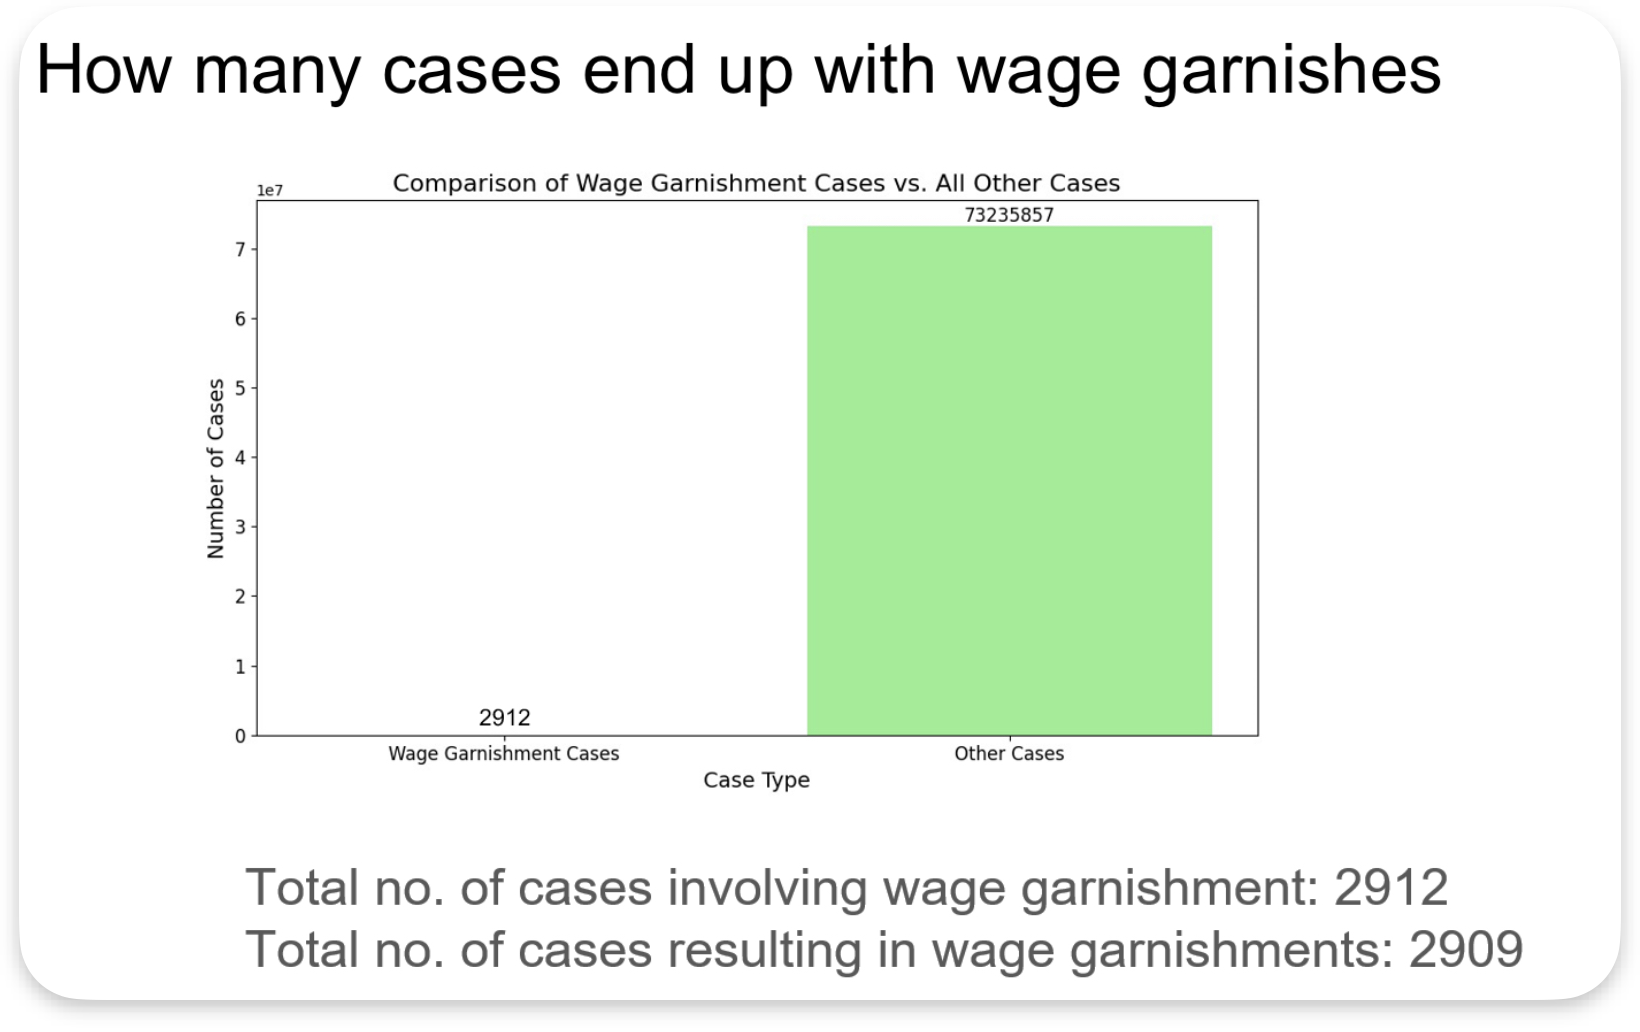 How many cases end up with wage garnishes
Comparison of Wage Garnishment Cases vs. All Other Cases
1e7
73235857
7
6
5
4
3
2
1
0
Number of Cases
2912
Wage Garnishment Cases
Other Cases
Case Type
Total no. of cases involving wage garnishment: 2912
Total no. of cases resulting in wage garnishments: 2909